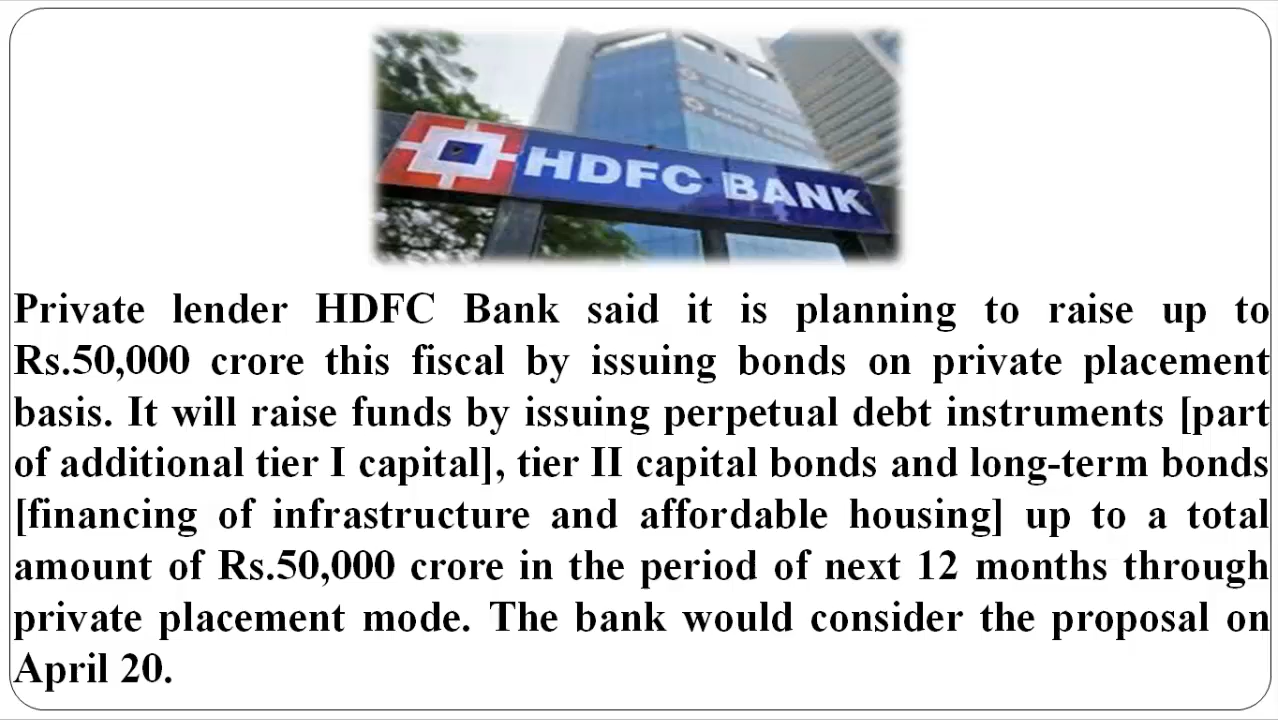 HDFC BANK
Private lender HDFC Bank said it is planning to raise up to
Rs.50,000 crore this fiscal by issuing bonds on private placement
basis. It will raise funds by issuing perpetual debt instruments [part
of additional tier I capital], tier II capital bonds and long-term bonds
[financing of infrastructure and affordable housing] up to a total
amount of Rs.50,000 crore in the period of next 12 months through
private placement mode. The bank would consider the proposal on
April 20.